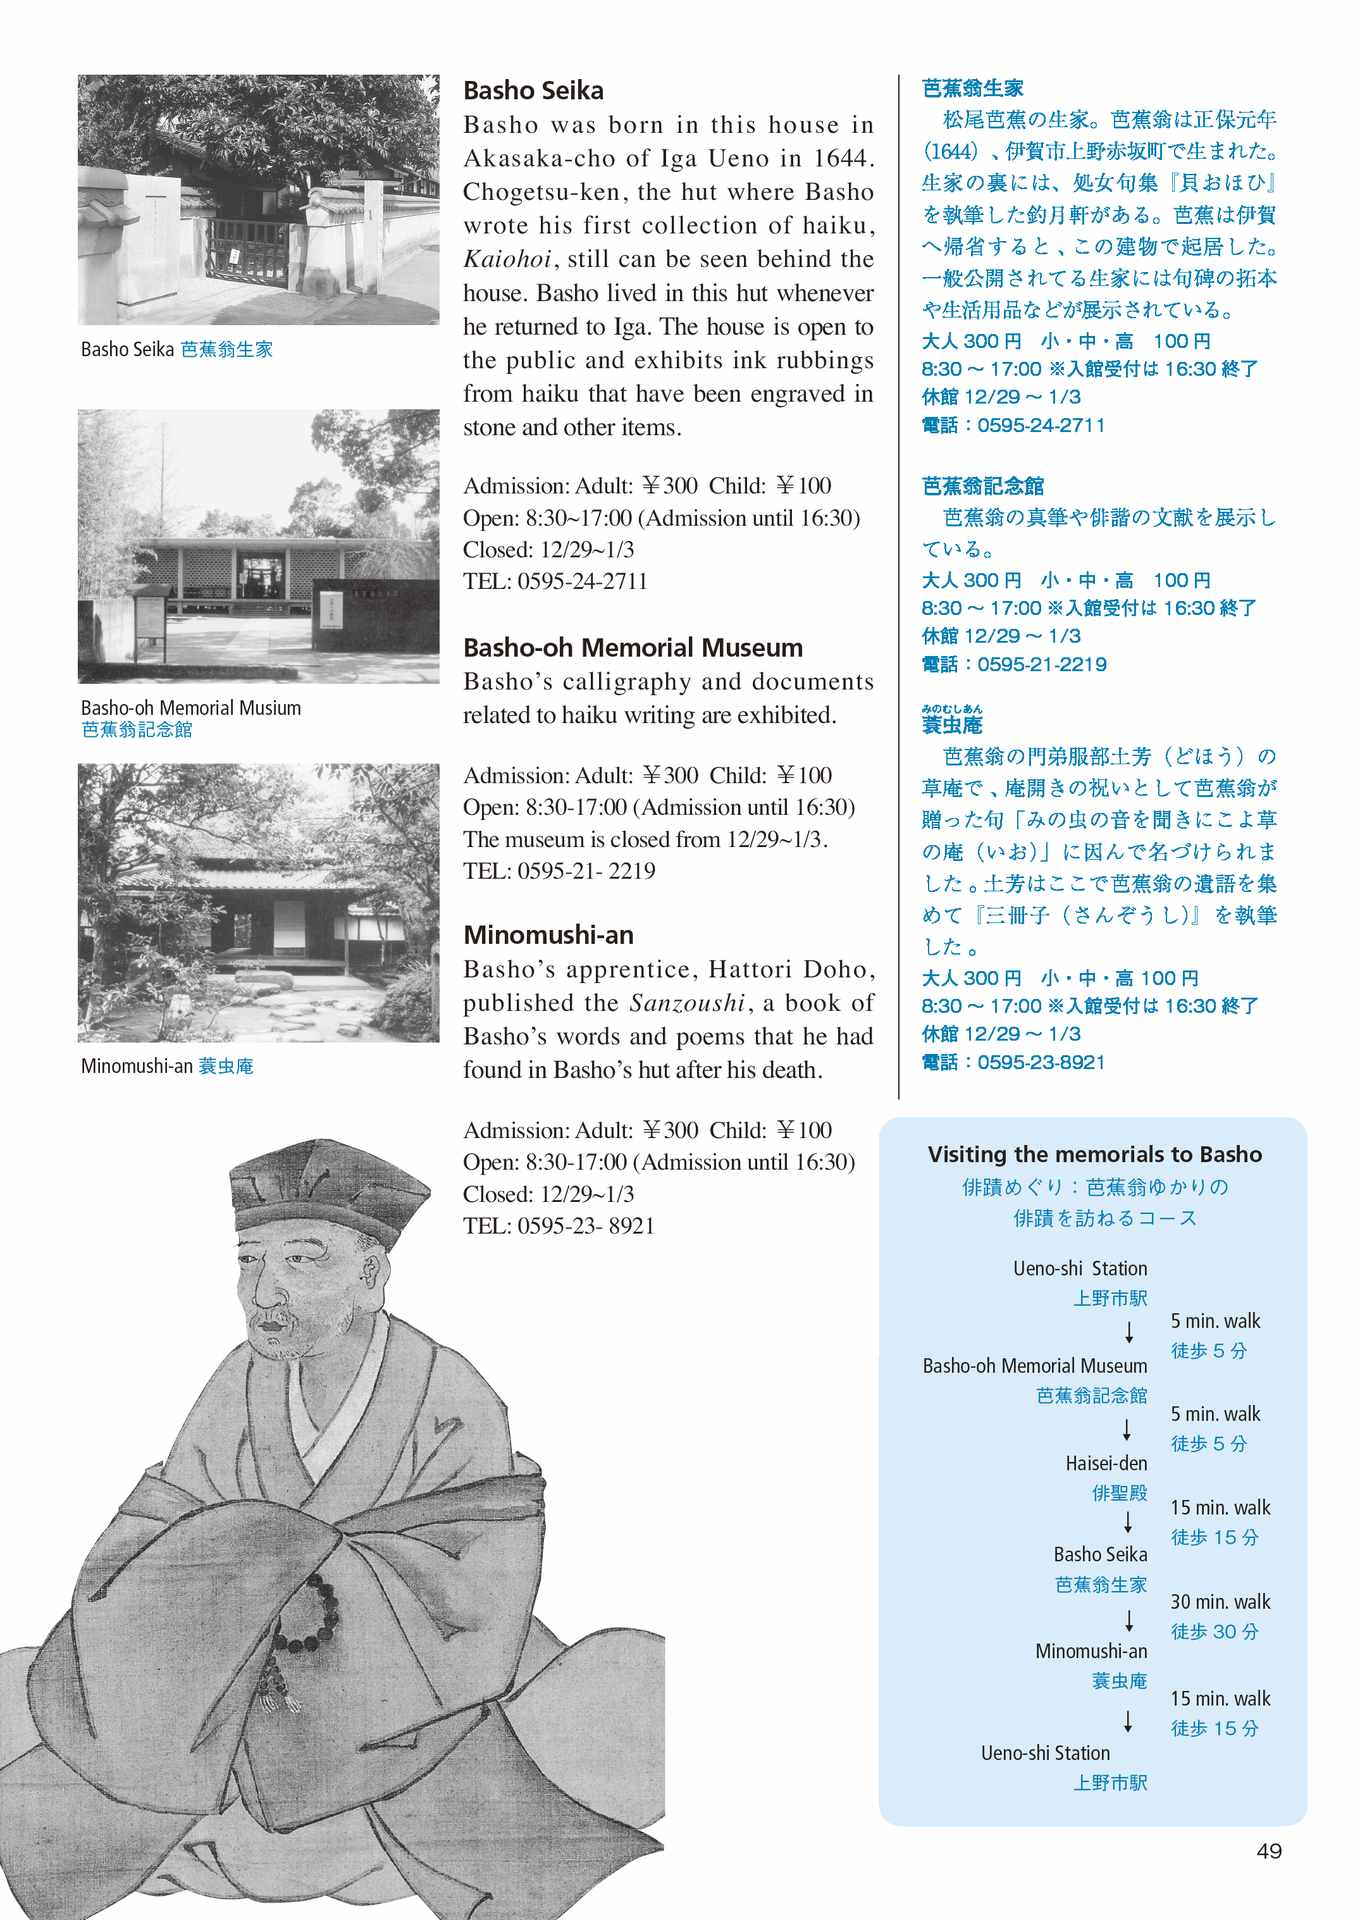 Basho Seika 芭蕉翁生家
Basho-oh Memorial Musium
芭蕉翁記念館
Minomushi-an 蓑虫庵
Basho Seika
Basho was born in this house in
Akasaka-cho of Iga Ueno in 1644.
Chogetsu-ken, the hut where Basho
wrote his first collection of haiku,
Kaiohoi, still can be seen behind the
house. Basho lived in this hut whenever
he returned to Iga. The house is open to
the public and exhibits ink rubbings
from haiku that have been engraved in
stone and other items.
Admission: Adult: ￥300 Child: ￥100
Open: 8:30~17:00 (Admission until 16:30)
Closed: 12/29~1/3
TEL: 0595-24-2711
Basho-oh Memorial Museum
Basho’s calligraphy and documents
related to haiku writing are exhibited.
Admission: Adult: ￥300 Child: ￥100
Open: 8:30-17:00 (Admission until 16:30)
The museum is closed from 12/29~1/3.
TEL: 0595-21- 2219
Minomushi-an
Basho’s apprentice, Hattori Doho,
published the Sanzoushi, a book of
Basho’s words and poems that he had
found in Basho’s hut after his death.
Admission: Adult: ￥300 Child: ￥100
Open: 8:30-17:00 (Admission until 16:30)
Closed: 12/29~1/3
TEL: 0595-23- 8921
芭蕉翁生家
　松尾芭蕉の生家。芭蕉翁は正保元年
（1644）、伊賀市上野赤坂町で生まれた。
生家の裏には、処女句集『貝おほひ』
を執筆した釣月軒がある。芭蕉は伊賀
へ帰省すると、この建物で起居した。
一般公開されてる生家には句碑の拓本
や生活用品などが展示されている。
大人 300 円　小・中・高　100 円
8:30 ～ 17:00 ※入館受付は 16:30 終了
休館 12/29 ～ 1/3
電話：0595-24-2711
芭蕉翁記念館
　芭蕉翁の真筆や俳諧の文献を展示し
ている。
大人 300 円　小・中・高　100 円
8:30 ～ 17:00 ※入館受付は 16:30 終了
休館 12/29 ～ 1/3
電話：0595-21-2219
みのむしあん
蓑虫庵
　芭蕉翁の門弟服部土芳（どほう）の
草庵で、庵開きの祝いとして芭蕉翁が
贈った句「みの虫の音を聞きにこよ草
の庵（いお）」に因んで名づけられま
した。土芳はここで芭蕉翁の遺語を集
めて『三冊子（さんぞうし）』を執筆
した。
大人 300 円　小・中・高 100 円
8:30 ～ 17:00 ※入館受付は 16:30 終了
休館 12/29 ～ 1/3
電話：0595-23-8921
Visiting the memorials to Basho
俳蹟めぐり：芭蕉翁ゆかりの
俳蹟を訪ねるコース
Ueno-shi Station
上野市駅
↓
5 min. walk
徒歩 5 分
Basho-oh Memorial Museum
芭蕉翁記念館
↓
5 min. walk
徒歩 5 分
Haisei-den
俳聖殿
↓
15 min. walk
徒歩 15 分
Basho Seika
芭蕉翁生家
↓
30 min. walk
徒歩 30 分
Minomushi-an
蓑虫庵
↓
15 min. walk
徒歩 15 分
Ueno-shi Station
上野市駅
49